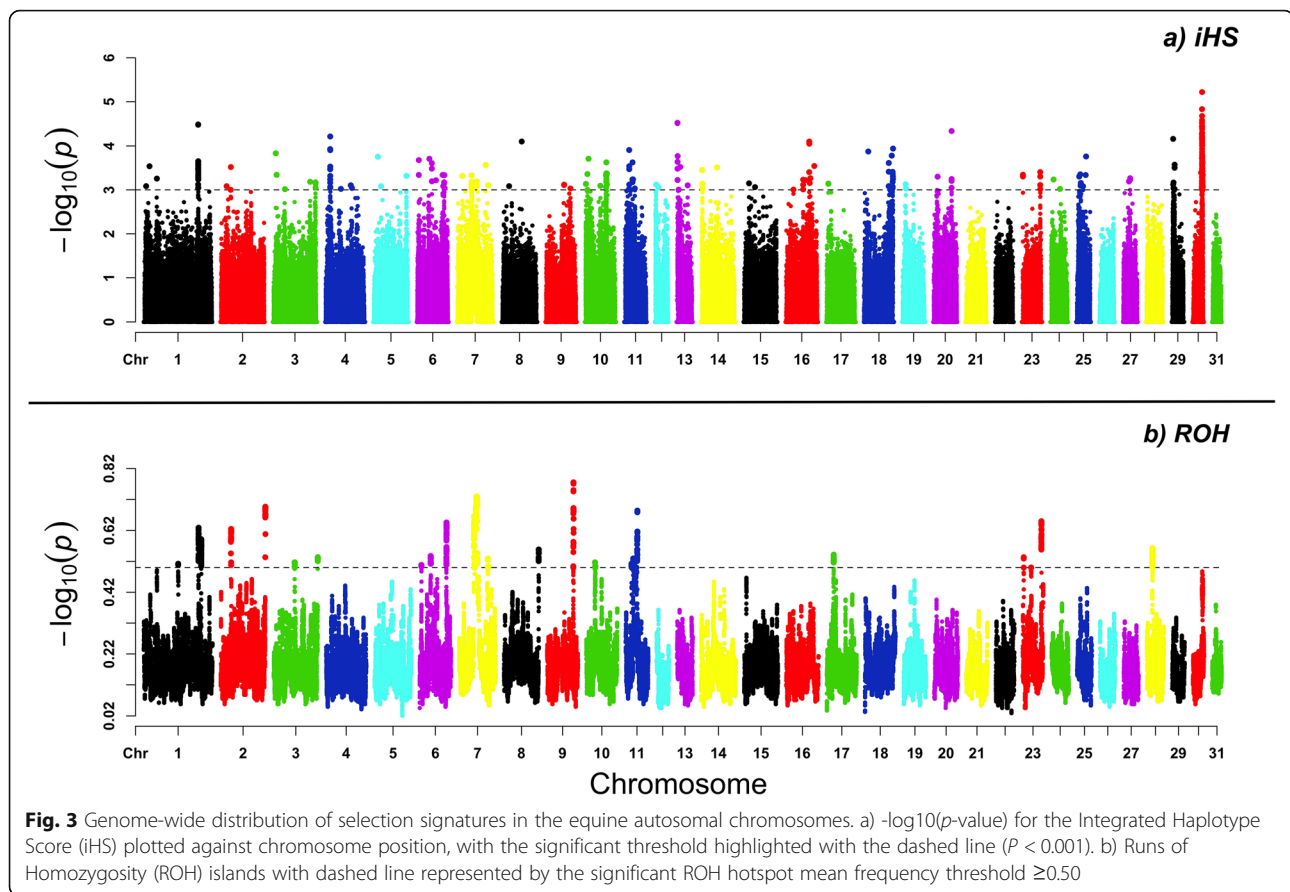 a) iHS
6
5
4
3
2
1
0
−log10(p)
Chr 1 2 3 4 5 6 7 8 9 10 11 13 14 15 16 17 18 19 20 21 23 25 27 29 31
b) ROH
0.82
0.62
0.42
0.22
0.02
−log10(p)
Chr 1 2 3 4 5 6 7 8 9 10 11 13 14 15 16 17 18 19 20 21 23 25 27 29 31
Chromosome
Fig. 3 Genome-wide distribution of selection signatures in the equine autosomal chromosomes. a) -log10(p-value) for the Integrated Haplotype
Score (iHS) plotted against chromosome position, with the significant threshold highlighted with the dashed line (P < 0.001). b) Runs of
Homozygosity (ROH) islands with dashed line represented by the significant ROH hotspot mean frequency threshold ≥0.50